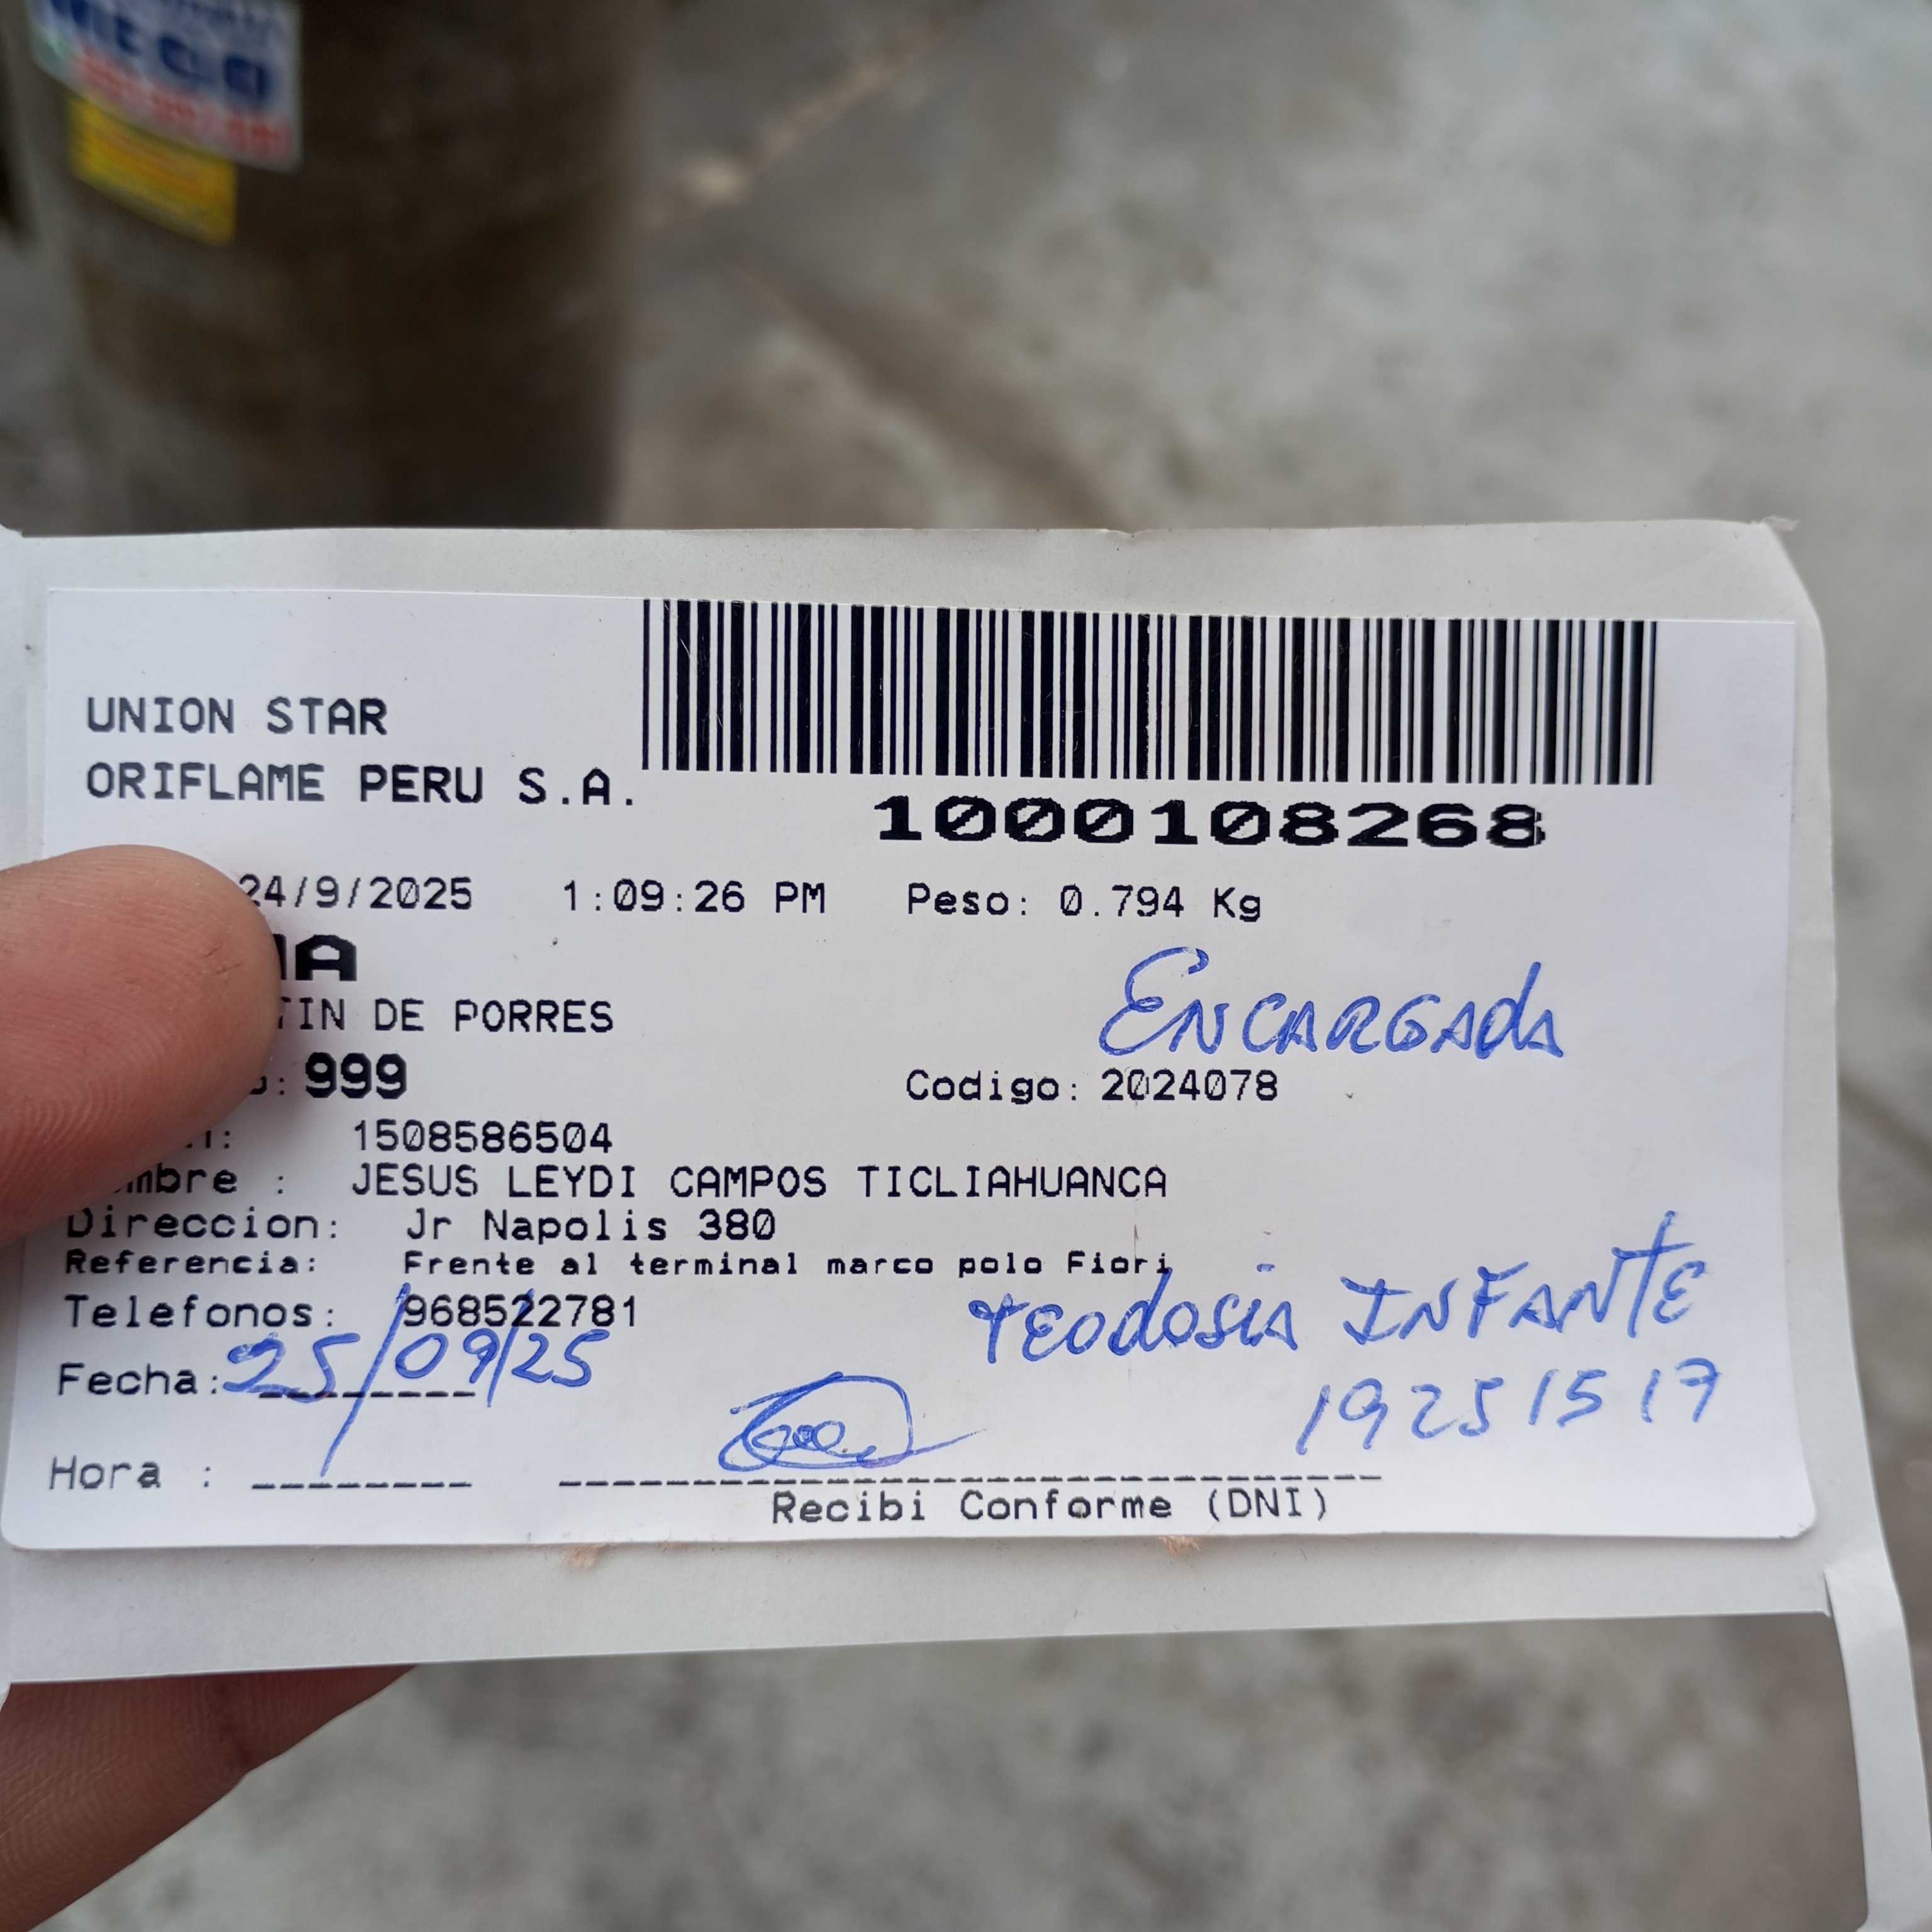 UNION STAR
ORIFLAME PERU S.A.
1000108268
24/9/2025 1:09:26 PM Peso: 0.794 Kg
DE PORRES
ENCARGADA
999 Codigo: 2024078
1508586504
JESUS LEYDI CAMPOS TICLIAHUANCA
Direccion: Jr Napolis 380
Referencia: Frente al terminal marco polo Fiori
Telefonos: 968522781
TEOdOSIA INFANTE
Fecha: 25/09/25
19251517
Hora :
Recibi Conforme (DNI)